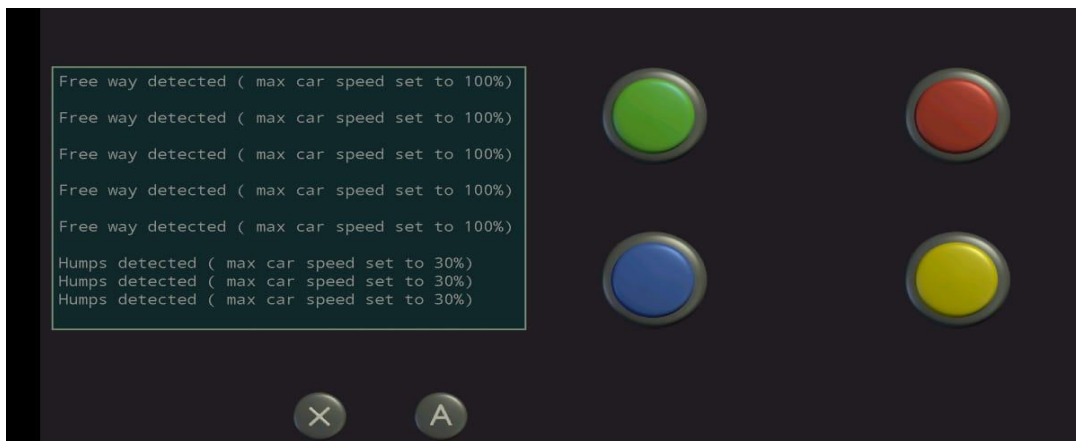 Free way detected ( max car speed set to 100%)
Free way detected ( max car speed set to 100%)
Free way detected ( max car speed set to 100%)
Free way detected ( max car speed set to 100%)
Free way detected ( max car speed set to 100%)
Humps detected ( max car speed set to 30%)
Humps detected ( max car speed set to 30%)
Humps detected ( max car speed set to 30%)
X A